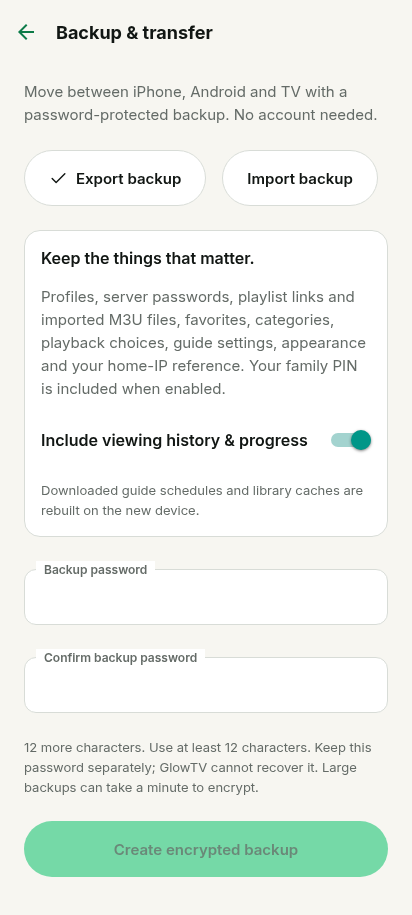 Backup & transfer
Move between iPhone, Android and TV with a
password-protected backup. No account needed.
Export backup
Import backup
Keep the things that matter.
Profiles, server passwords, playlist links and
imported M3U files, favorites, categories,
playback choices, guide settings, appearance
and your home-IP reference. Your family PIN
is included when enabled.
Include viewing history & progress
Downloaded guide schedules and library caches are
rebuilt on the new device.
Backup password
Confirm backup password
12 more characters. Use at least 12 characters. Keep this
password separately; GlowTV cannot recover it. Large
backups can take a minute to encrypt.
Create encrypted backup